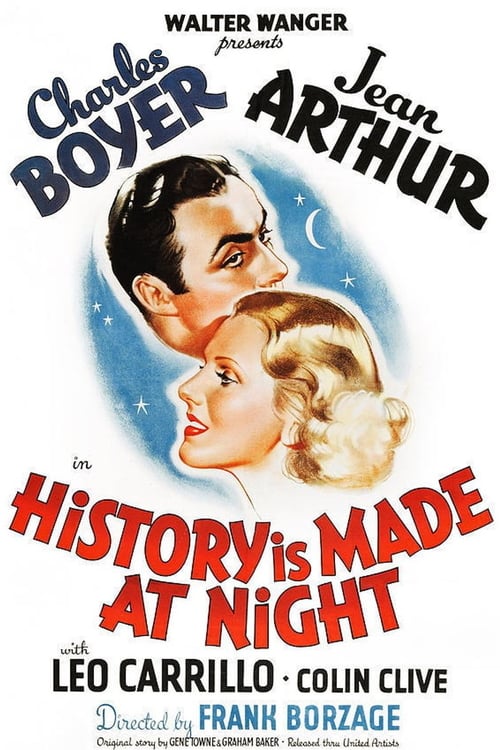 WALTER WANGER
presents
Charles
BOYER
Jean
ARTHUR
in
HiSTORY iS MADE
AT NiGHT
with
LEO CARRILLO · COLIN CLIVE
Directed by FRANK BORZAGE
Original story by GENE TOWNE & GRAHAM BAKER · Released thru United Artists